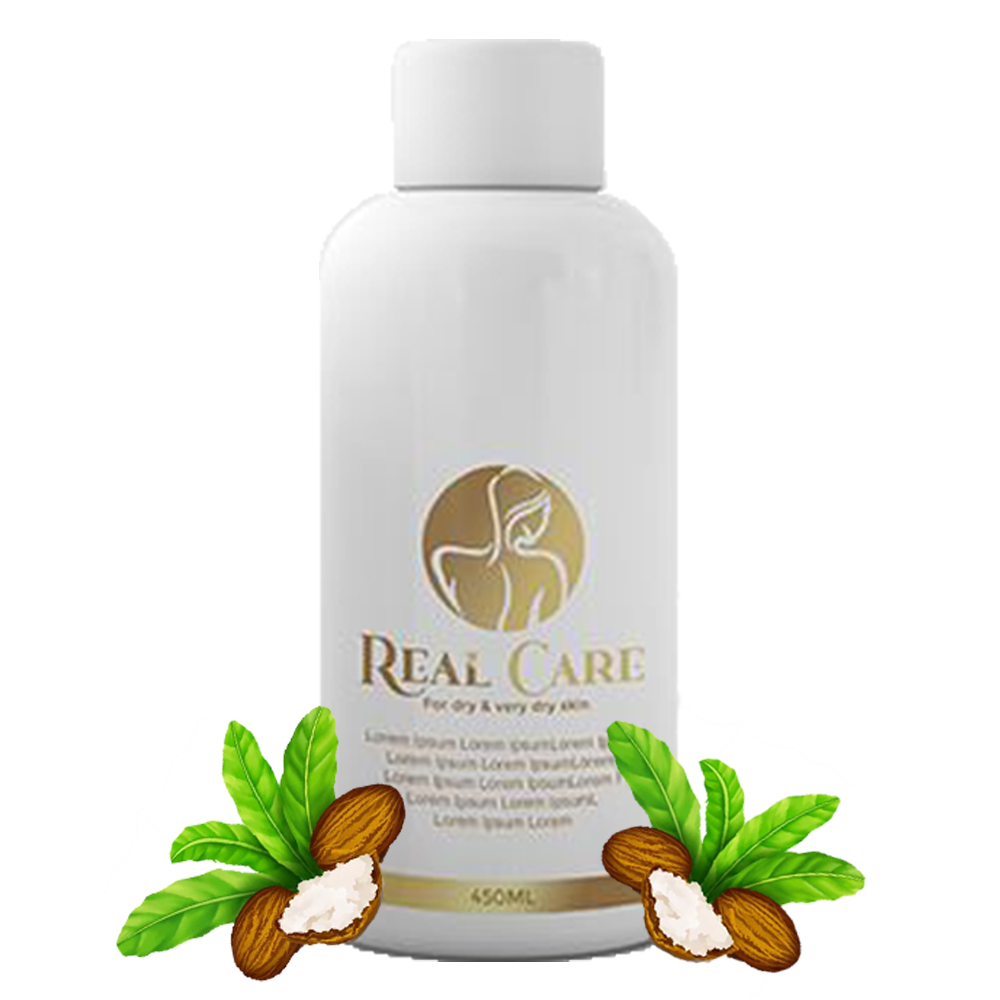 REAL CARE
For dry & very dry skin
Lorem Ipsum Lorem IpsumLorem
Lorem Ipsum Lorem IpsumLorem
Lorem Ipsum Lorem IpsumLorem
Lorem Ipsum Lorem IpsumL
Lorem Ipsum Lorem
450ML